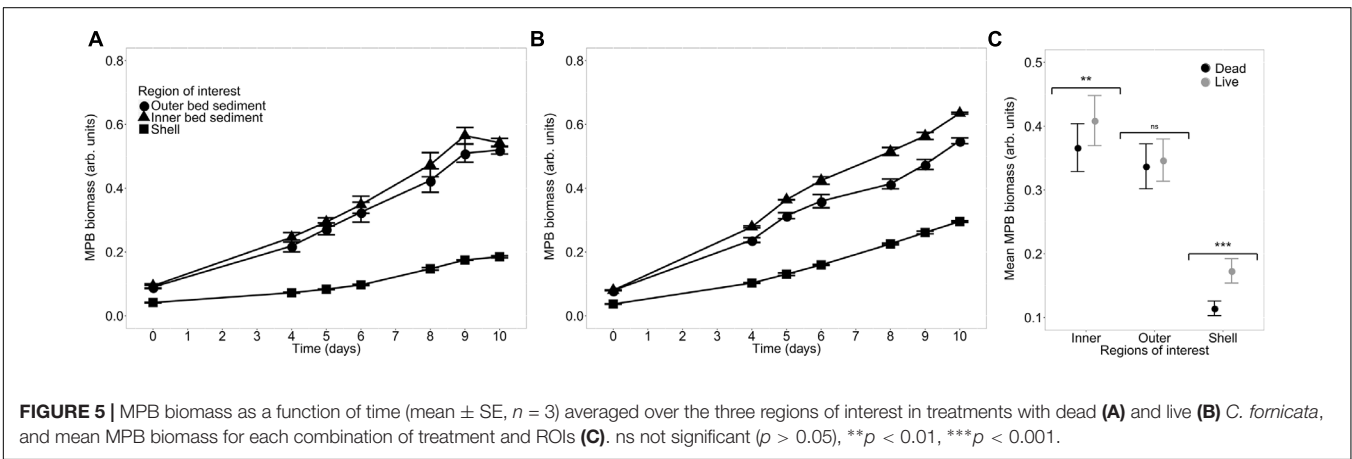 A
0.8
0.6
0.4
0.2
0.0
MPB biomass (arb. units)
Region of interest
Outer bed sediment
Inner bed sediment
Shell
0 1 2 3 4 5 6 7 8 9 10
Time (days)
B
0.8
0.6
0.4
0.2
0.0
MPB biomass (arb. units)
0 1 2 3 4 5 6 7 8 9 10
Time (days)
C
0.5
0.4
0.3
0.2
0.1
Mean MPB biomass (arb. units)
Dead
Live
**
ns
***
Inner Outer Shell
Regions of interest
FIGURE 5 | MPB biomass as a function of time (mean ± SE, n = 3) averaged over the three regions of interest in treatments with dead (A) and live (B) C. fornicata,
and mean MPB biomass for each combination of treatment and ROIs (C). ns not significant (p > 0.05), **p < 0.01, ***p < 0.001.